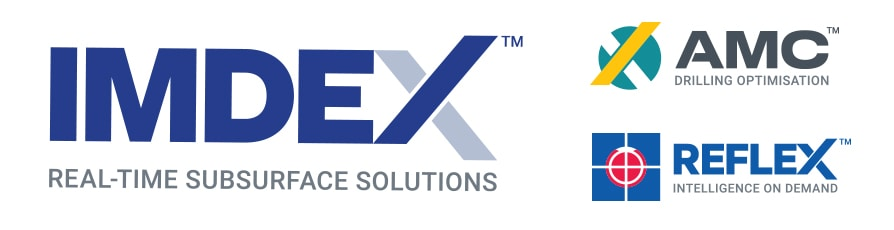 IMDEX™
REAL-TIME SUBSURFACE SOLUTIONS
AMC™
DRILLING OPTIMISATION
REFLEX™
INTELLIGENCE ON DEMAND